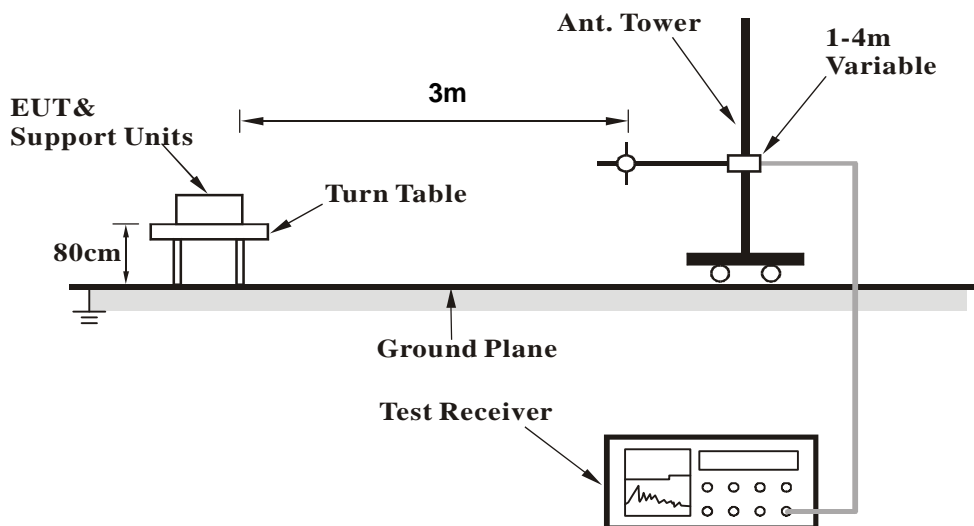 Ant. Tower
1-4m
Variable
3m
EUT&
Support Units
Turn Table
80cm
Ground Plane
Test Receiver